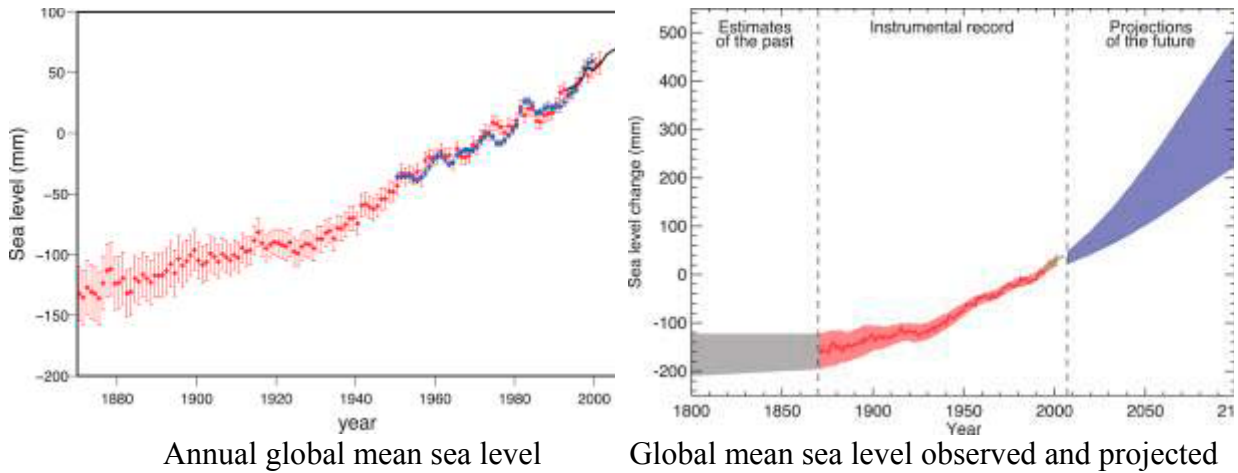 100
50
0
−50
−100
−150
−200
Sea level (mm)
1880 1900 1920 1940 1960 1980 2000
year
Annual global mean sea level
Estimates
of the past
Instrumental record
Projections
of the future
500
400
300
200
100
0
-100
-200
Sea level change (mm)
1800 1850 1900 1950 2000 2050
Year
Global mean sea level observed and projected